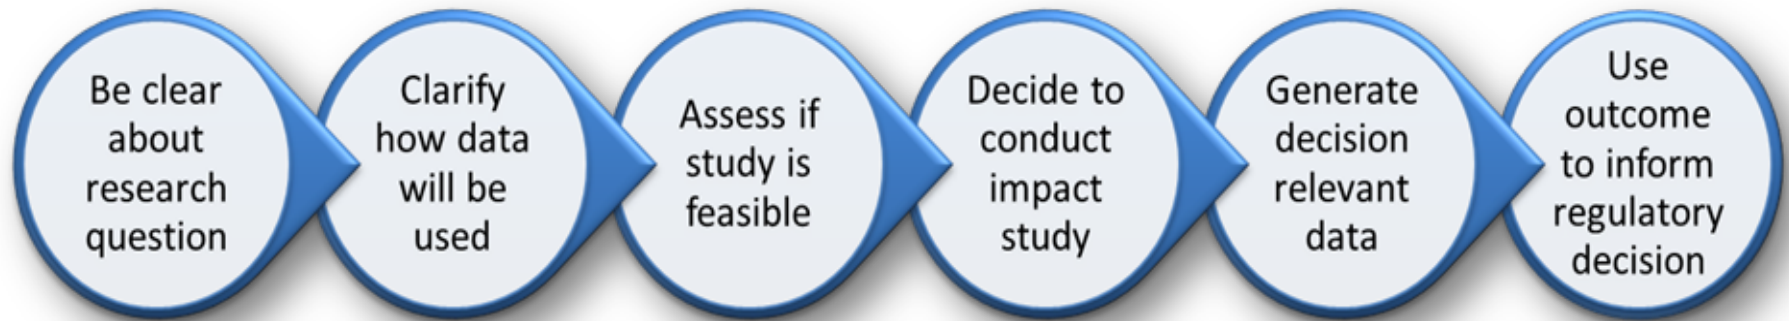 Be clear
about
research
question
Clarify
how data
will be
used
Assess if
study is
feasible
Decide to
conduct
impact
study
Generate
decision
relevant
data
Use
outcome
to inform
regulatory
decision